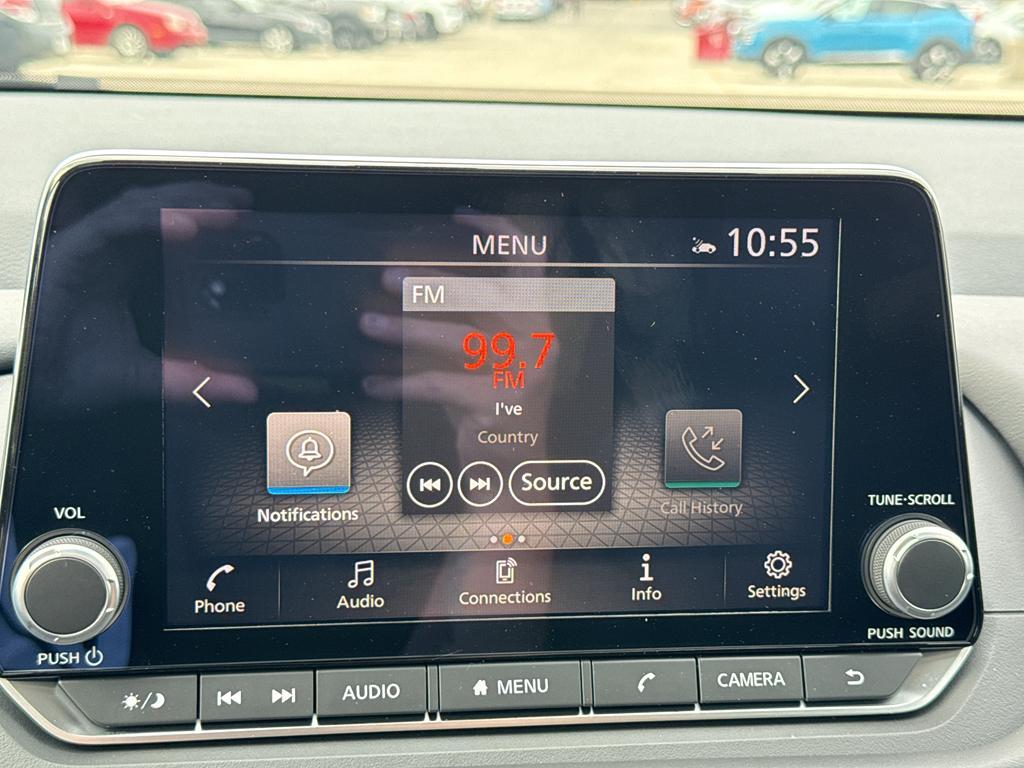 MENU
10:55
FM
99.7
FM
I've
Country
Source
Notifications
Call History
VOL
TUNE·SCROLL
Phone
Audio
Connections
Info
Settings
PUSH
PUSH SOUND
AUDIO
MENU
CAMERA